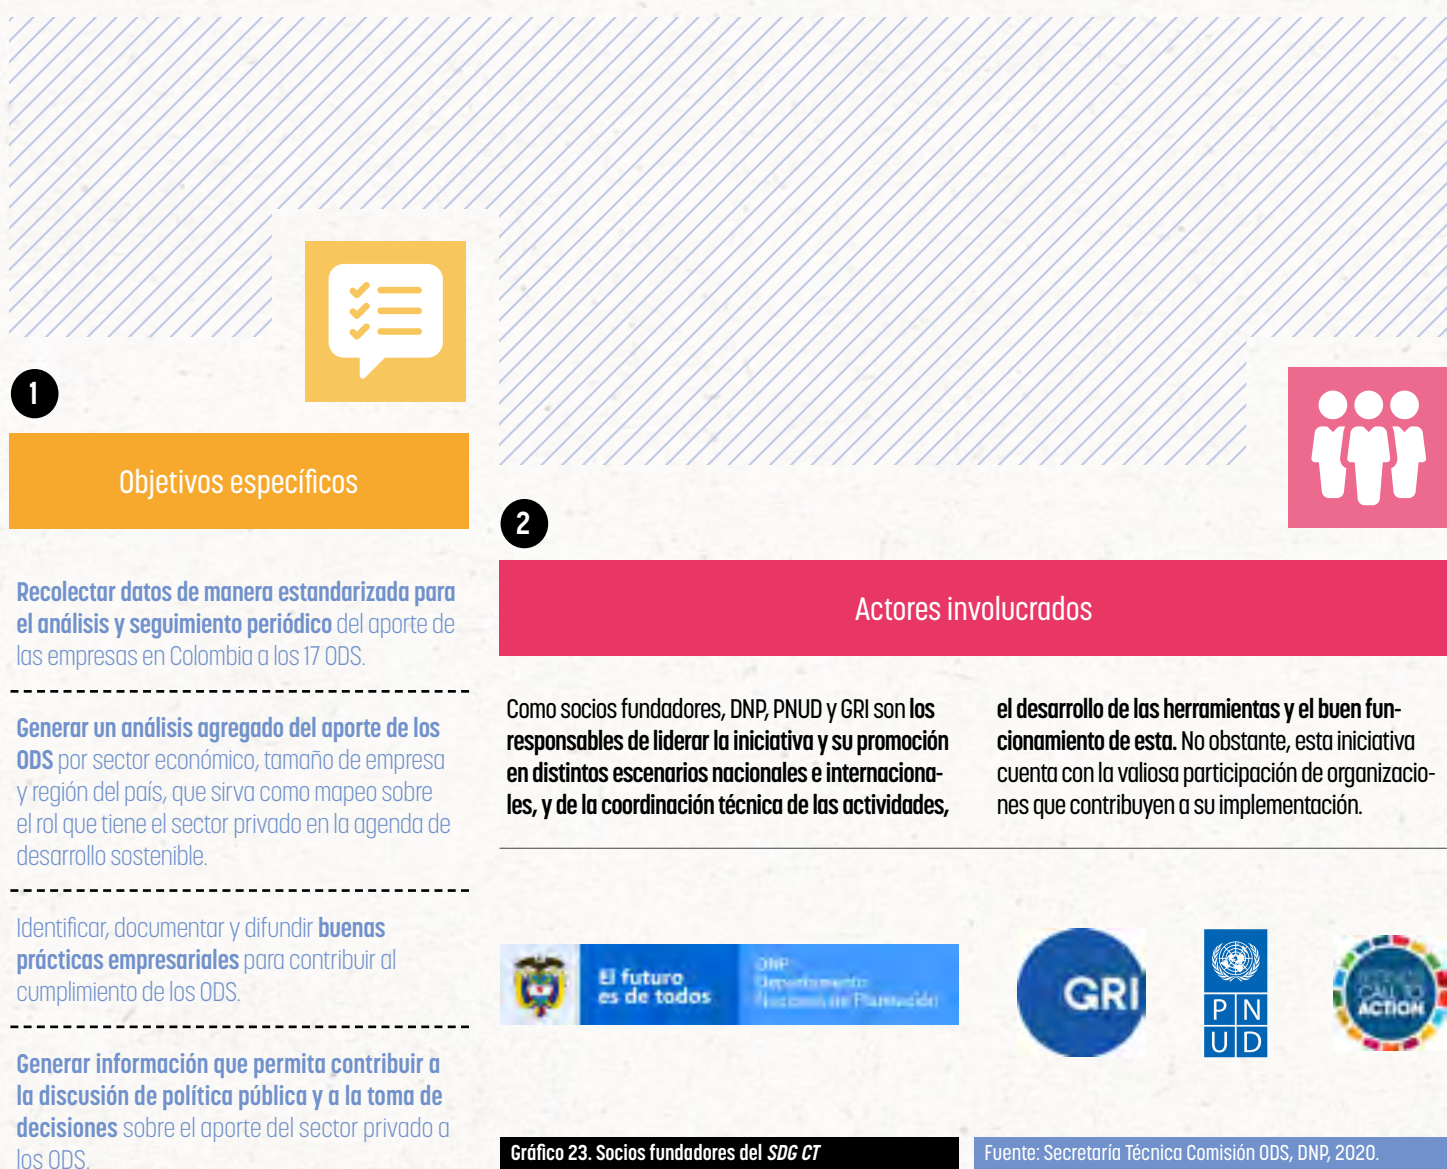 1
Objetivos específicos
Recolectar datos de manera estandarizada para
el análisis y seguimiento periódico del aporte de
las empresas en Colombia a los 17 ODS.
Generar un análisis agregado del aporte de los
ODS por sector económico, tamaño de empresa
y región del país, que sirva como mapeo sobre
el rol que tiene el sector privado en la agenda de
desarrollo sostenible.
Identificar, documentar y difundir buenas
prácticas empresariales para contribuir al
cumplimiento de los ODS.
Generar información que permita contribuir a
la discusión de política pública y a la toma de
decisiones sobre el aporte del sector privado a
los ODS.
2
Actores involucrados
Como socios fundadores, DNP, PNUD y GRI son los
responsables de liderar la iniciativa y su promoción
en distintos escenarios nacionales e internaciona-
les, y de la coordinación técnica de las actividades,
el desarrollo de las herramientas y el buen fun-
cionamiento de esta. No obstante, esta iniciativa
cuenta con la valiosa participación de organizacio-
nes que contribuyen a su implementación.
El futuro
es de todos
DNP
Departamento
Nacional de Planeación
GRI
P N
U D
CALL TO
ACTION
Gráfico 23. Socios fundadores del SDG CT
Fuente: Secretaría Técnica Comisión ODS, DNP, 2020.